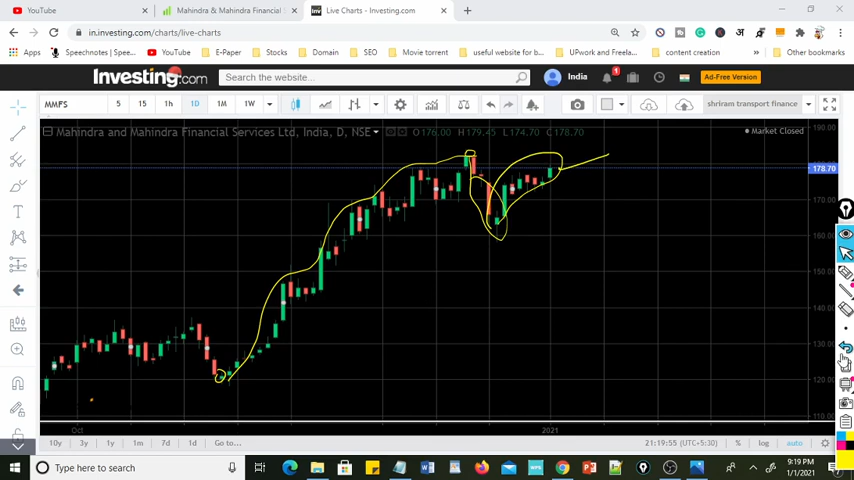 YouTube
Mahindra & Mahindra Financial S
Live Charts - Investing.com
in.investing.com/charts/live-charts
Apps
Speechnotes | Spee...
YouTube
E-Paper
Stocks
Domain
SEO
Movie torrent
useful website for b...
UPwork and Freela...
content creation
Other bookmarks
Investing.com
Search the website...
India
1
Ad-Free Version
MMFS
5
15
1h
1D
1M
1W
shriram transport finance
Mahindra and Mahindra Financial Services Ltd, India, D, NSE
O 176.00 H 179.45 L 174.70 C 178.70
Market Closed
190.00
178.70
170.00
160.00
150.00
140.00
130.00
120.00
110.00
Oct
2021
10y
3y
1y
1m
7d
1d
Go to...
21:19:55 (UTC+5:30)
%
log
auto
Type here to search
9:19 PM
1/1/2021